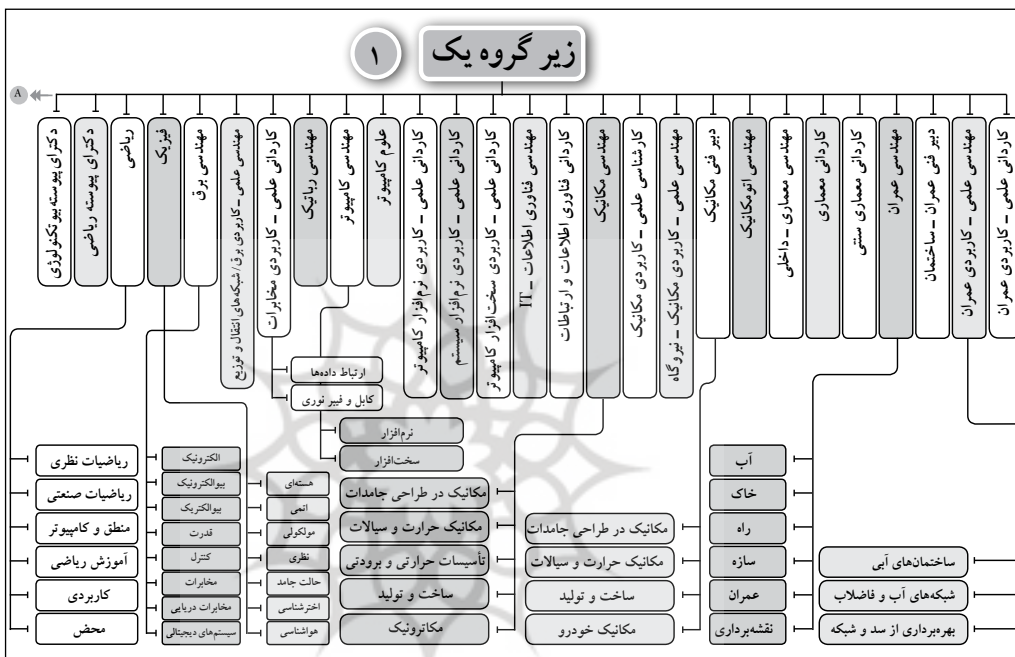 زیر گروه یک
۱
A
کاردانی علمی – کاربردی عمران
مهندسی علمی – کاربردی عمران
دبیر فنی عمران – ساختمان
مهندسی عمران
کاردانی معماری سنتی
کاردانی معماری
مهندسی معماری – داخلی
مهندسی اتومکانیک
دبیر فنی مکانیک
مهندسی علمی – کاربردی مکانیک – نیروگاه
کارشناسی علمی – کاربردی مکانیک
مهندسی مکانیک
کاردانی فناوری اطلاعات و ارتباطات
مهندسی فناوری اطلاعات – IT
کاردانی علمی – کاربردی سخت‌افزار کامپیوتر
کاردانی علمی – کاربردی نرم‌افزار سیستم
کاردانی علمی – کاربردی نرم‌افزار کامپیوتر
علوم کامپیوتر
مهندسی کامپیوتر
مهندسی رباتیک
کاردانی علمی – کاربردی مخابرات
مهندسی علمی – کاربردی برق/شبکه‌های انتقال و توزیع
مهندسی برق
فیزیک
ریاضی
دکترای پیوسته ریاضی
دکترای پیوسته بیوتکنولوژی
ساختمان‌های آبی
شبکه‌های آب و فاضلاب
بهره‌برداری از سد و شبکه
آب
خاک
راه
سازه
عمران
نقشه‌برداری
مکانیک در طراحی جامدات
مکانیک حرارت و سیالات
ساخت و تولید
مکانیک خودرو
مکانیک در طراحی جامدات
مکانیک حرارت و سیالات
تأسیسات حرارتی و برودتی
ساخت و تولید
مکاترونیک
ارتباط داده‌ها
کابل و فیبر نوری
نرم‌افزار
سخت‌افزار
هسته‌ای
اتمی
مولکولی
نظری
حالت جامد
اخترشناسی
هواشناسی
الکترونیک
بیوالکترونیک
بیوالکتریک
قدرت
کنترل
مخابرات
مخابرات دریایی
سیستم‌های دیجیتالی
ریاضیات نظری
ریاضیات صنعتی
منطق و کامپیوتر
آموزش ریاضی
کاربردی
محض